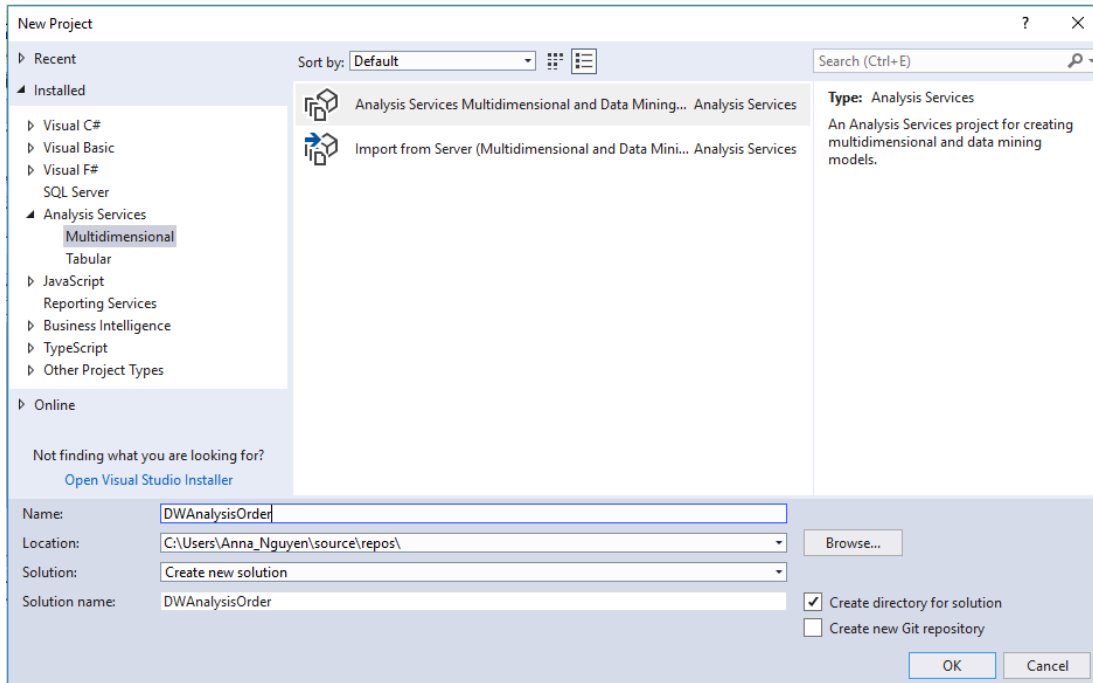 New Project
?
Recent
Installed
Visual C#
Visual Basic
Visual F#
SQL Server
Analysis Services
Multidimensional
Tabular
JavaScript
Reporting Services
Business Intelligence
TypeScript
Other Project Types
Online
Not finding what you are looking for?
Open Visual Studio Installer
Sort by: Default
Analysis Services Multidimensional and Data Mining... Analysis Services
Import from Server (Multidimensional and Data Mini... Analysis Services
Search (Ctrl+E)
Type: Analysis Services
An Analysis Services project for creating
multidimensional and data mining
models.
Name: DWAnalysisOrder
Location: C:\Users\Anna_Nguyen\source\repos\ Browse...
Solution: Create new solution
Solution name: DWAnalysisOrder
Create directory for solution
Create new Git repository
OK Cancel